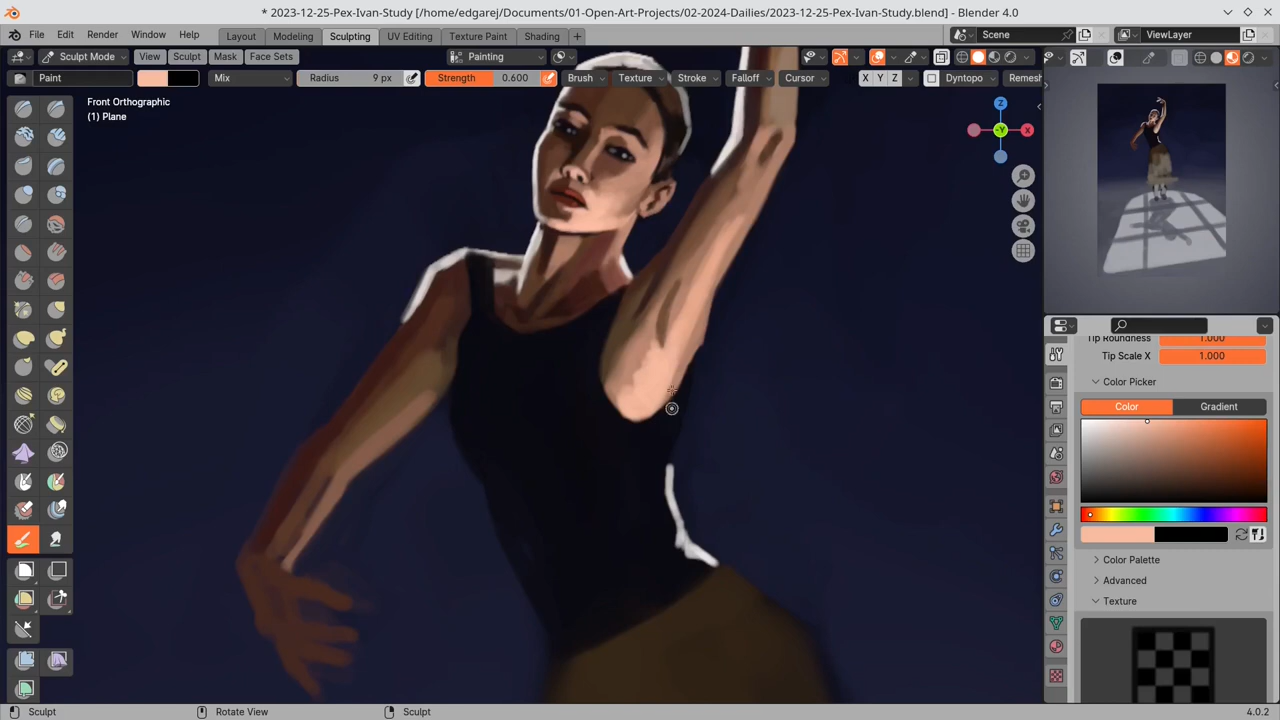 * 2023-12-25-Pex-Ivan-Study [/home/edgarej/Documents/01-Open-Art-Projects/02-2024-Dailies/2023-12-25-Pex-Ivan-Study.blend] - Blender 4.0
File Edit Render Window Help Layout Modeling Sculpting UV Editing Texture Paint Shading + Scene ViewLayer
Sculpt Mode View Sculpt Mask Face Sets Painting
Paint Mix Radius 9 px Strength 0.600 Brush Texture Stroke Falloff Cursor X Y Z Dyntopo Remesh
Front Orthographic
(1) Plane
Z
-Y X
Tip Roundness 1.000
Tip Scale X 1.000
Color Picker
Color Gradient
Color Palette
Advanced
Texture
Sculpt Rotate View Sculpt 4.0.2